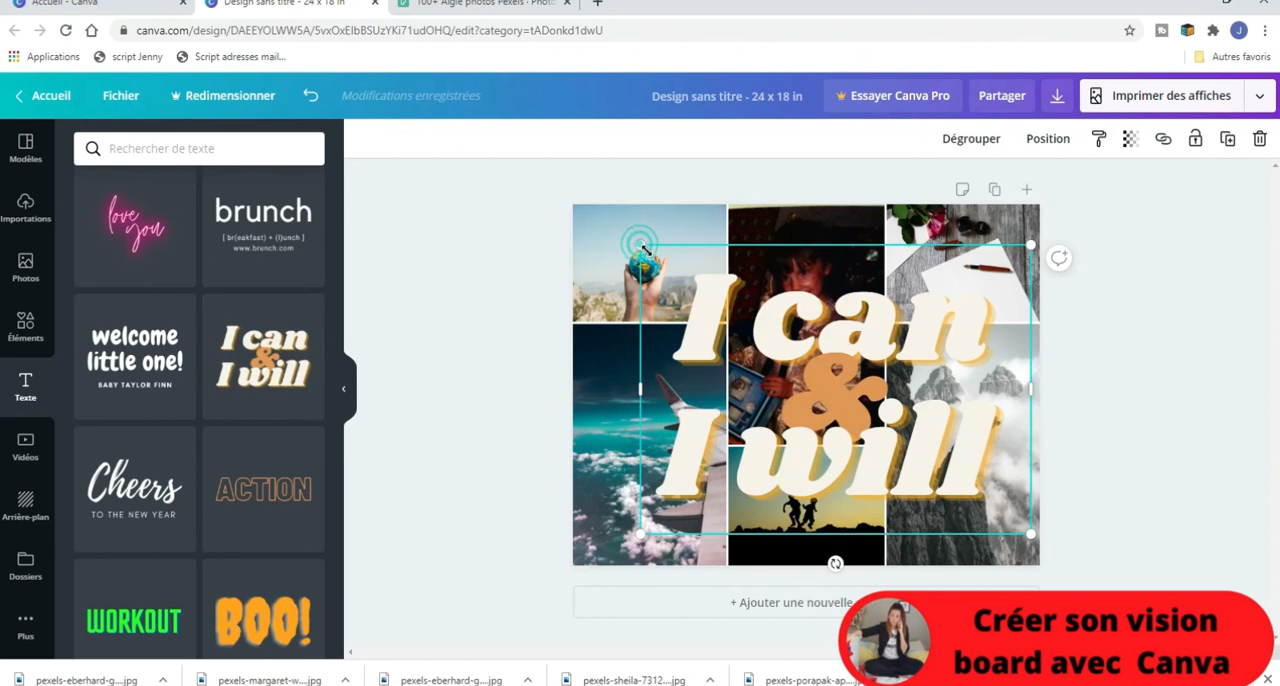 Accueil - Canva
Design sans titre - 24 x 18 in
100+ Aigle photos Pexels · Photo
canva.com/design/DAEEYOLWW5A/5vxOxEIbBSUzYKi71udOHQ/edit?category=tADonkd1dwU
Applications
script Jenny
Script adresses mail...
Autres favoris
J
Accueil
Fichier
Redimensionner
Modifications enregistrées
Design sans titre - 24 x 18 in
Essayer Canva Pro
Partager
Imprimer des affiches
Modèles
Importations
Photos
Éléments
T
Texte
Vidéos
Arrière-plan
Dossiers
Plus
Rechercher de texte
love
you
brunch
[ br(eakfast) + (l)unch ]
www.brunch.com
welcome
little one!
BABY TAYLOR FINN
I can
&
I will
Cheers
TO THE NEW YEAR
ACTION
WORKOUT
BOO!
Dégrouper
Position
I can
&
I will
+ Ajouter une nouvelle
Créer son vision
board avec Canva
pexels-eberhard-g....jpg
pexels-margaret-w....jpg
pexels-eberhard-g....jpg
pexels-sheila-7312....jpg
pexels-porapak-ap....jpg